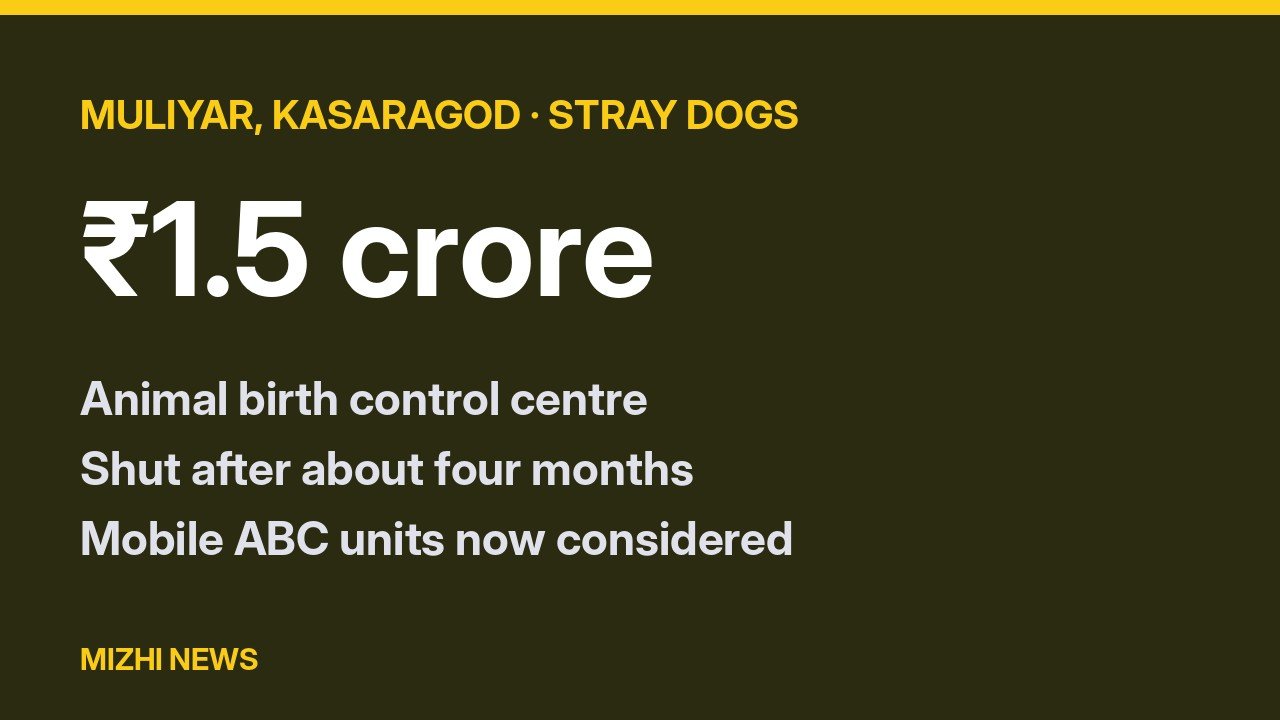 MULIYAR, KASARAGOD · STRAY DOGS
₹1.5 crore
Animal birth control centre
Shut after about four months
Mobile ABC units now considered
MIZHI NEWS